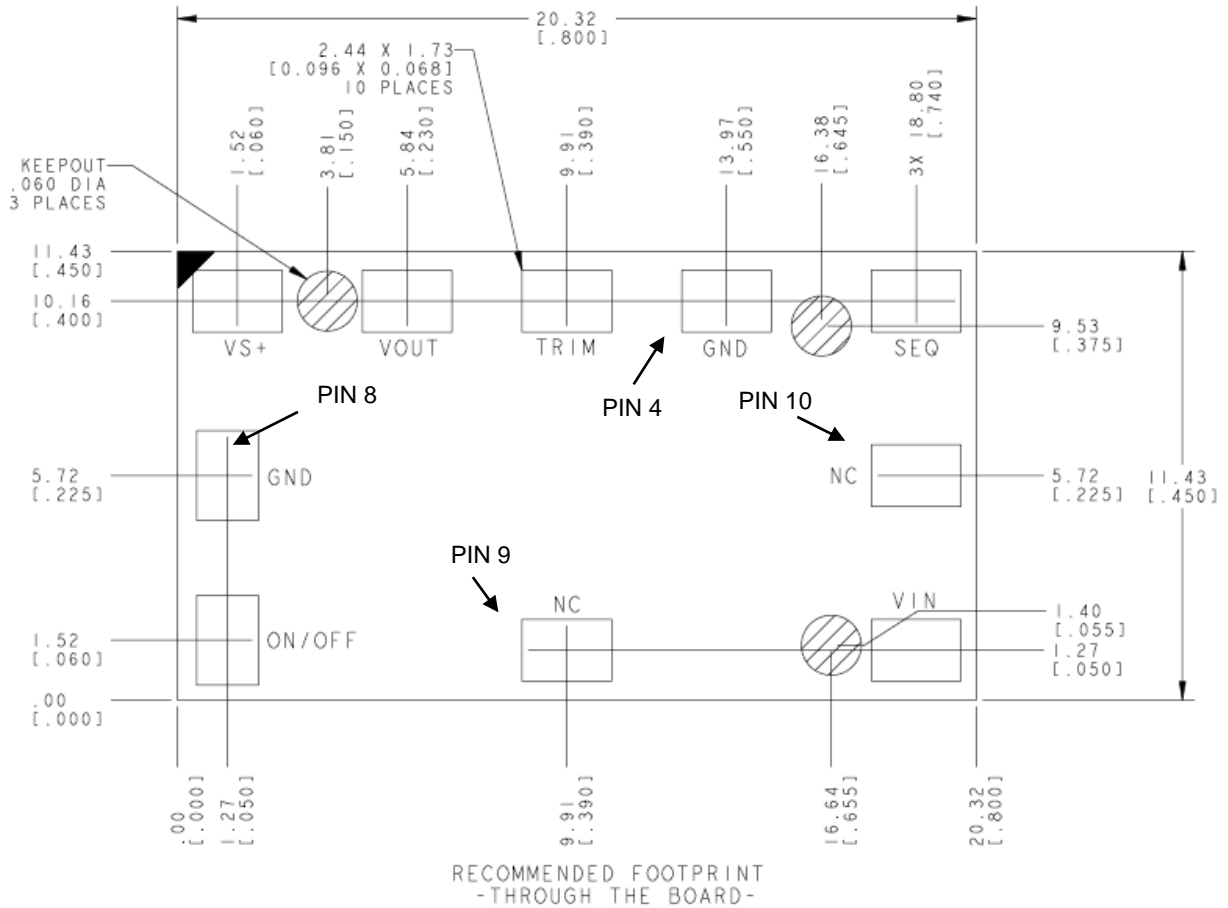 20.32
[.800]
2.44 X 1.73
[0.096 X 0.068]
10 PLACES
1.52
[.060]
3.81
[.150]
5.84
[.230]
9.91
[.390]
13.97
[.550]
16.38
[.645]
3X 18.80
[.740]
KEEPOUT
.060 DIA
3 PLACES
11.43
[.450]
10.16
[.400]
9.53
[.375]
VS+
VOUT
TRIM
GND
SEQ
PIN 8
PIN 4
PIN 10
5.72
[.225]
GND
NC
5.72
[.225]
11.43
[.450]
PIN 9
NC
VIN
1.52
[.060]
ON/OFF
1.40
[.055]
1.27
[.050]
.00
[.000]
.00
[.000]
1.27
[.050]
9.91
[.390]
16.64
[.655]
20.32
[.800]
RECOMMENDED FOOTPRINT
-THROUGH THE BOARD-